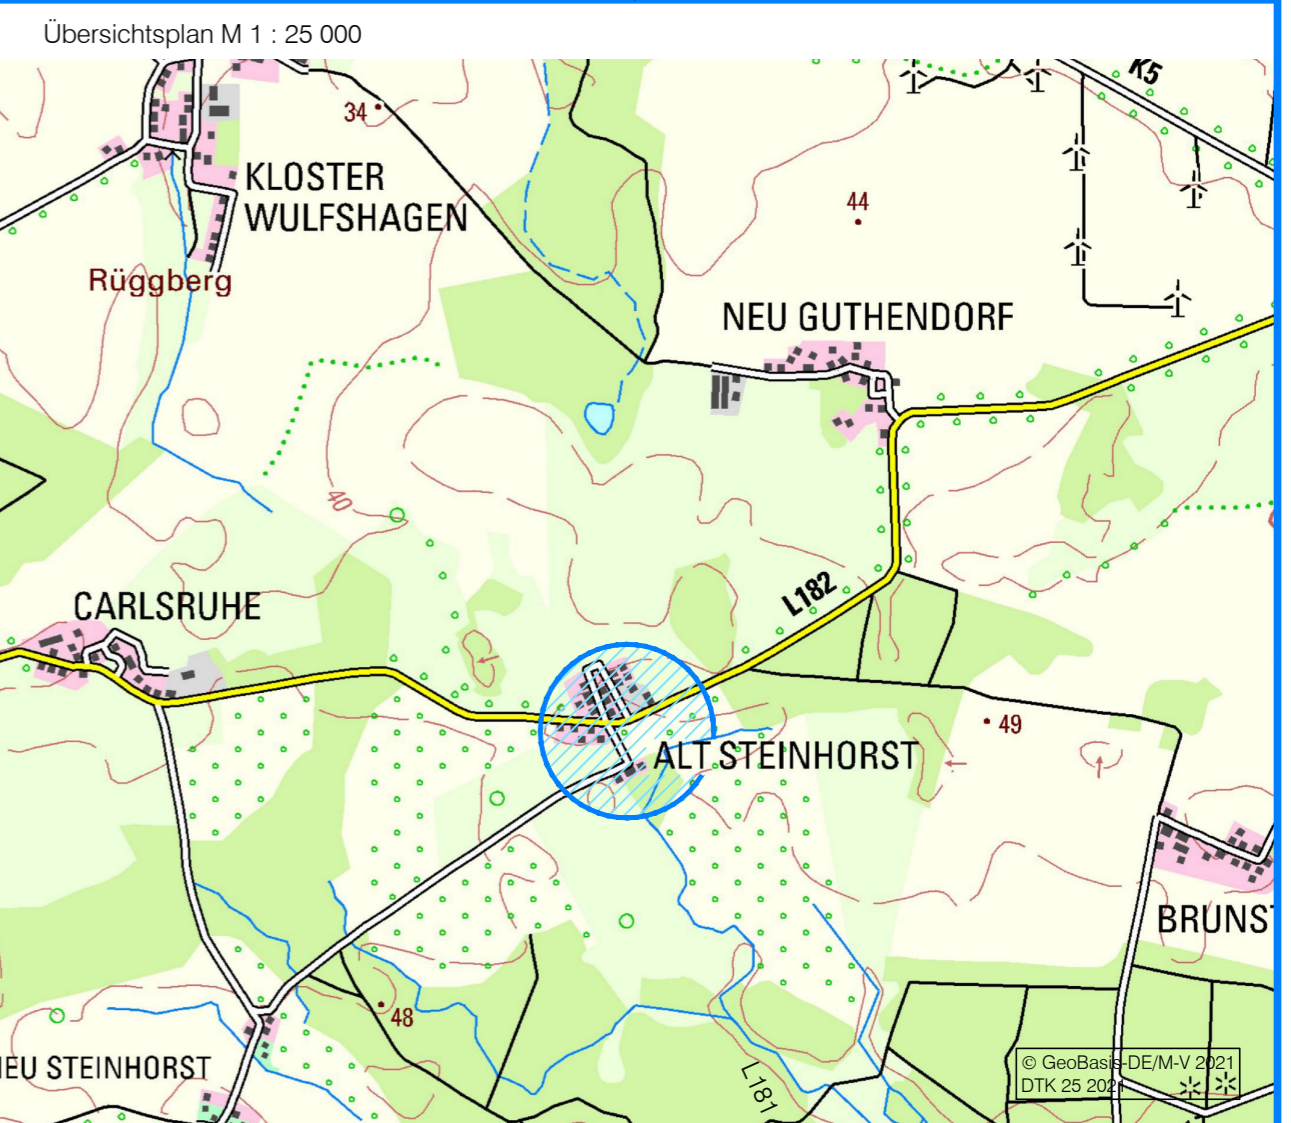 Übersichtsplan M 1 : 25 000
K5
34
KLOSTER
WULFSHAGEN
44
Rüggberg
NEU GUTHENDORF
40
L182
CARLSRUHE
49
ALT STEINHORST
BRUNST
48
NEU STEINHORST
© GeoBasis-DE/M-V 2021
DTK 25 2021
L181